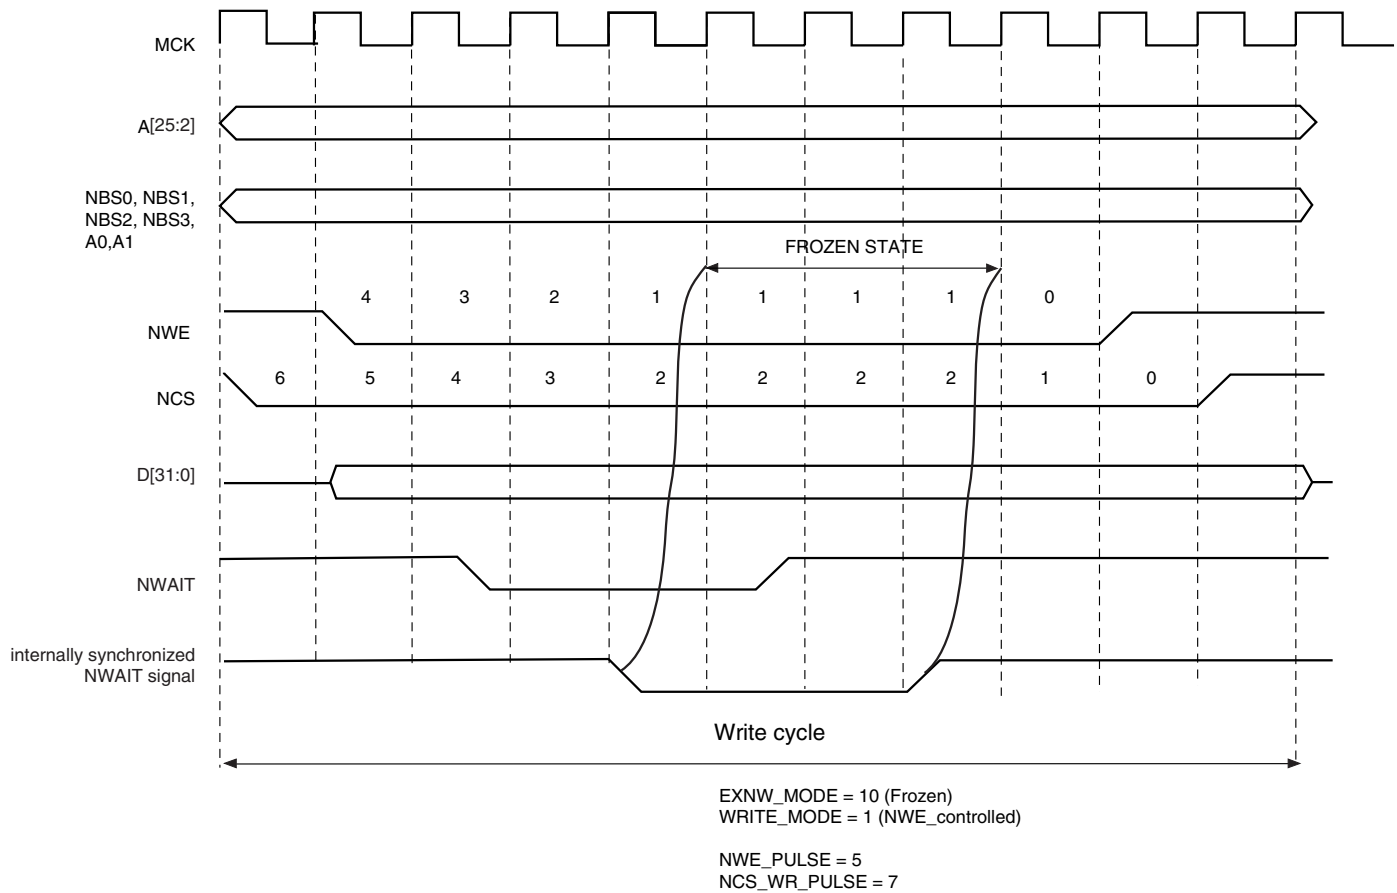 MCK
A[25:2]
NBS0, NBS1,
NBS2, NBS3,
A0,A1
FROZEN STATE
4 3 2 1 1 1 1 0
NWE
6 5 4 3 2 2 2 2 1 0
NCS
D[31:0]
NWAIT
internally synchronized
NWAIT signal
Write cycle
EXNW_MODE = 10 (Frozen)
WRITE_MODE = 1 (NWE_controlled)
NWE_PULSE = 5
NCS_WR_PULSE = 7